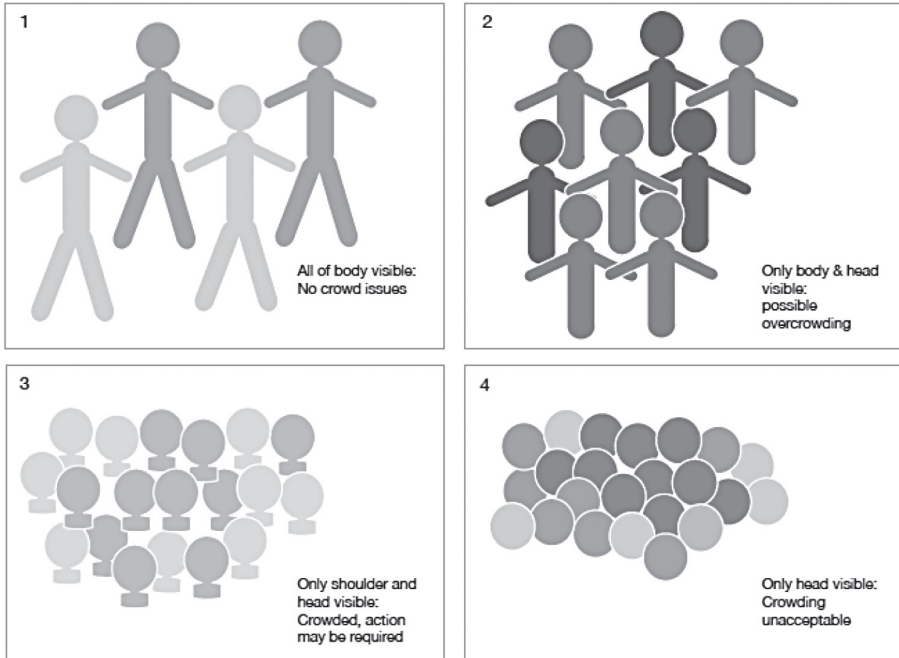 1
All of body visible:
No crowd issues
2
Only body & head
visible:
possible
overcrowding
3
Only shoulder and
head visible:
Crowded, action
may be required
4
Only head visible:
Crowding
unacceptable